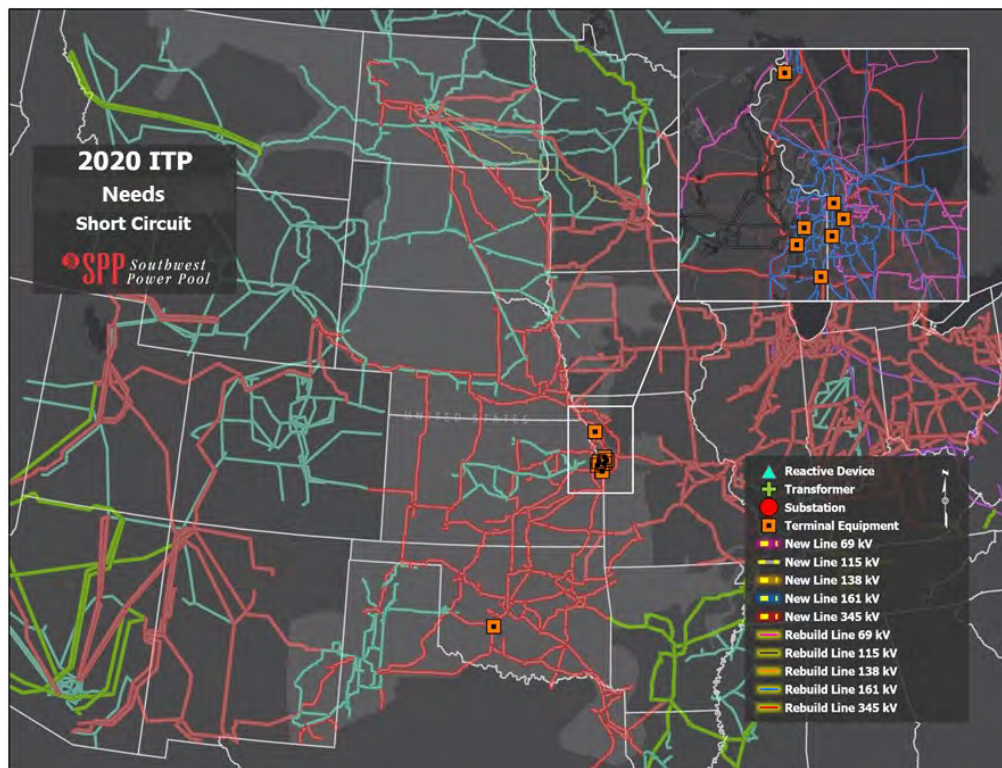 2020 ITP
Needs
Short Circuit
SPP Southwest
Power Pool
UNITED STATES
Reactive Device
Transformer
Substation
Terminal Equipment
New Line 69 kV
New Line 115 kV
New Line 138 kV
New Line 161 kV
New Line 345 kV
Rebuild Line 69 kV
Rebuild Line 115 kV
Rebuild Line 138 kV
Rebuild Line 161 kV
Rebuild Line 345 kV